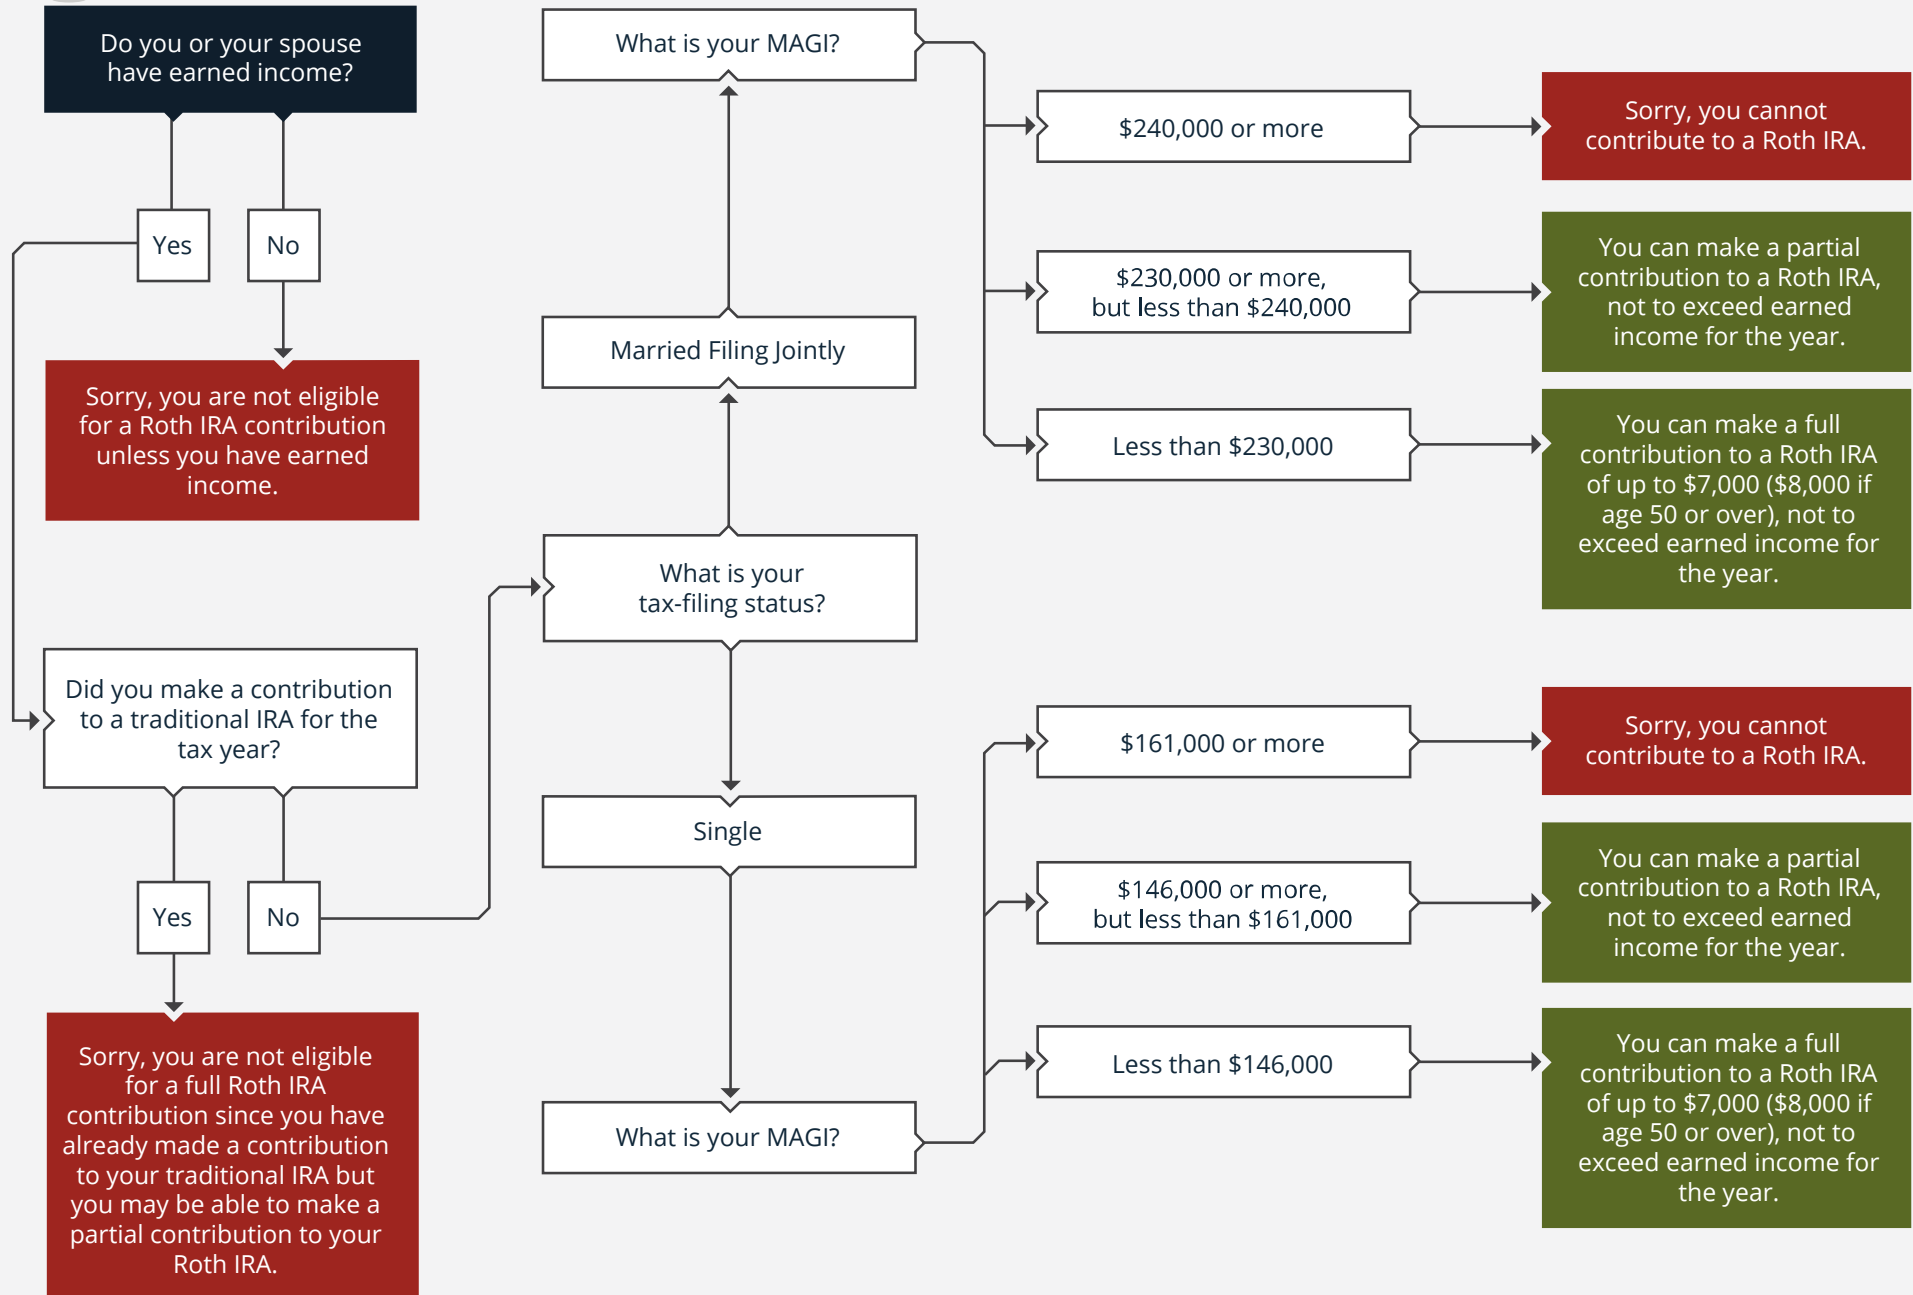 Do you or your spouse
have earned income?
Yes
No
Sorry, you are not eligible
for a Roth IRA contribution
unless you have earned
income.
Did you make a contribution
to a traditional IRA for the
tax year?
Yes
No
Sorry, you are not eligible
for a full Roth IRA
contribution since you have
already made a contribution
to your traditional IRA but
you may be able to make a
partial contribution to your
Roth IRA.
What is your MAGI?
Married Filing Jointly
What is your
tax-filing status?
Single
What is your MAGI?
$240,000 or more
$230,000 or more,
but less than $240,000
Less than $230,000
$161,000 or more
$146,000 or more,
but less than $161,000
Less than $146,000
Sorry, you cannot
contribute to a Roth IRA.
You can make a partial
contribution to a Roth IRA,
not to exceed earned
income for the year.
You can make a full
contribution to a Roth IRA
of up to $7,000 ($8,000 if
age 50 or over), not to
exceed earned income for
the year.
Sorry, you cannot
contribute to a Roth IRA.
You can make a partial
contribution to a Roth IRA,
not to exceed earned
income for the year.
You can make a full
contribution to a Roth IRA
of up to $7,000 ($8,000 if
age 50 or over), not to
exceed earned income for
the year.